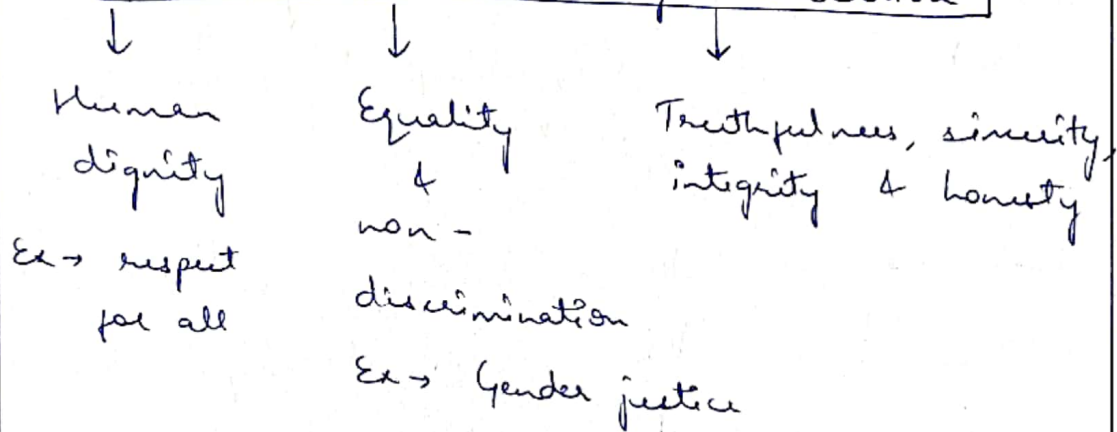 Human
dignity
Ex → respect
for all
Equality
&
non-
discrimination
Ex → Gender justice
Truthfulness, sincerity,
integrity & honesty